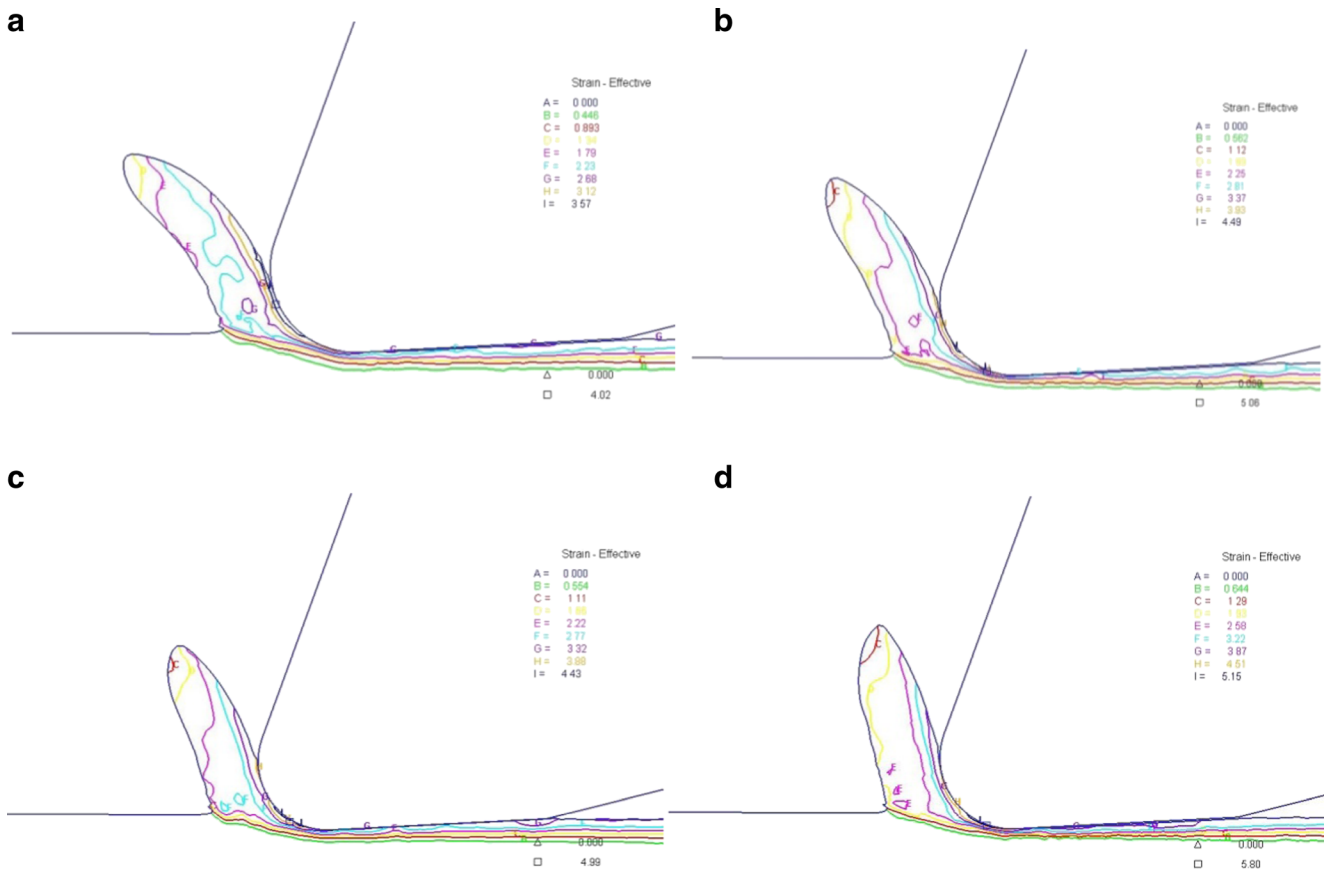 a
Strain - Effective
A = 0 000
B = 0.446
C = 0.893
E = 1.79
F = 2 23
G = 2 68
H = 3 12
I = 3 57
D
E
E
G
G
G
G
G
0.000
4.02
b
Strain - Effective
A = 0.000
B = 0.562
C = 1 12
E = 2 25
F = 2 81
G = 3 37
H = 3.93
I = 4.49
C
5 06
c
Strain - Effective
A = 0 000
B = 0.554
C = 1 11
E = 2 22
F = 2 77
G = 3 32
H = 3.88
I = 4 43
C
G
G
0.000
4.99
d
Strain - Effective
A = 0 000
B = 0.644
C = 1 29
E = 2 58
F = 3 22
G = 3 87
H = 4 51
I = 5.15
C
E
E
E
H
0.000
5.80